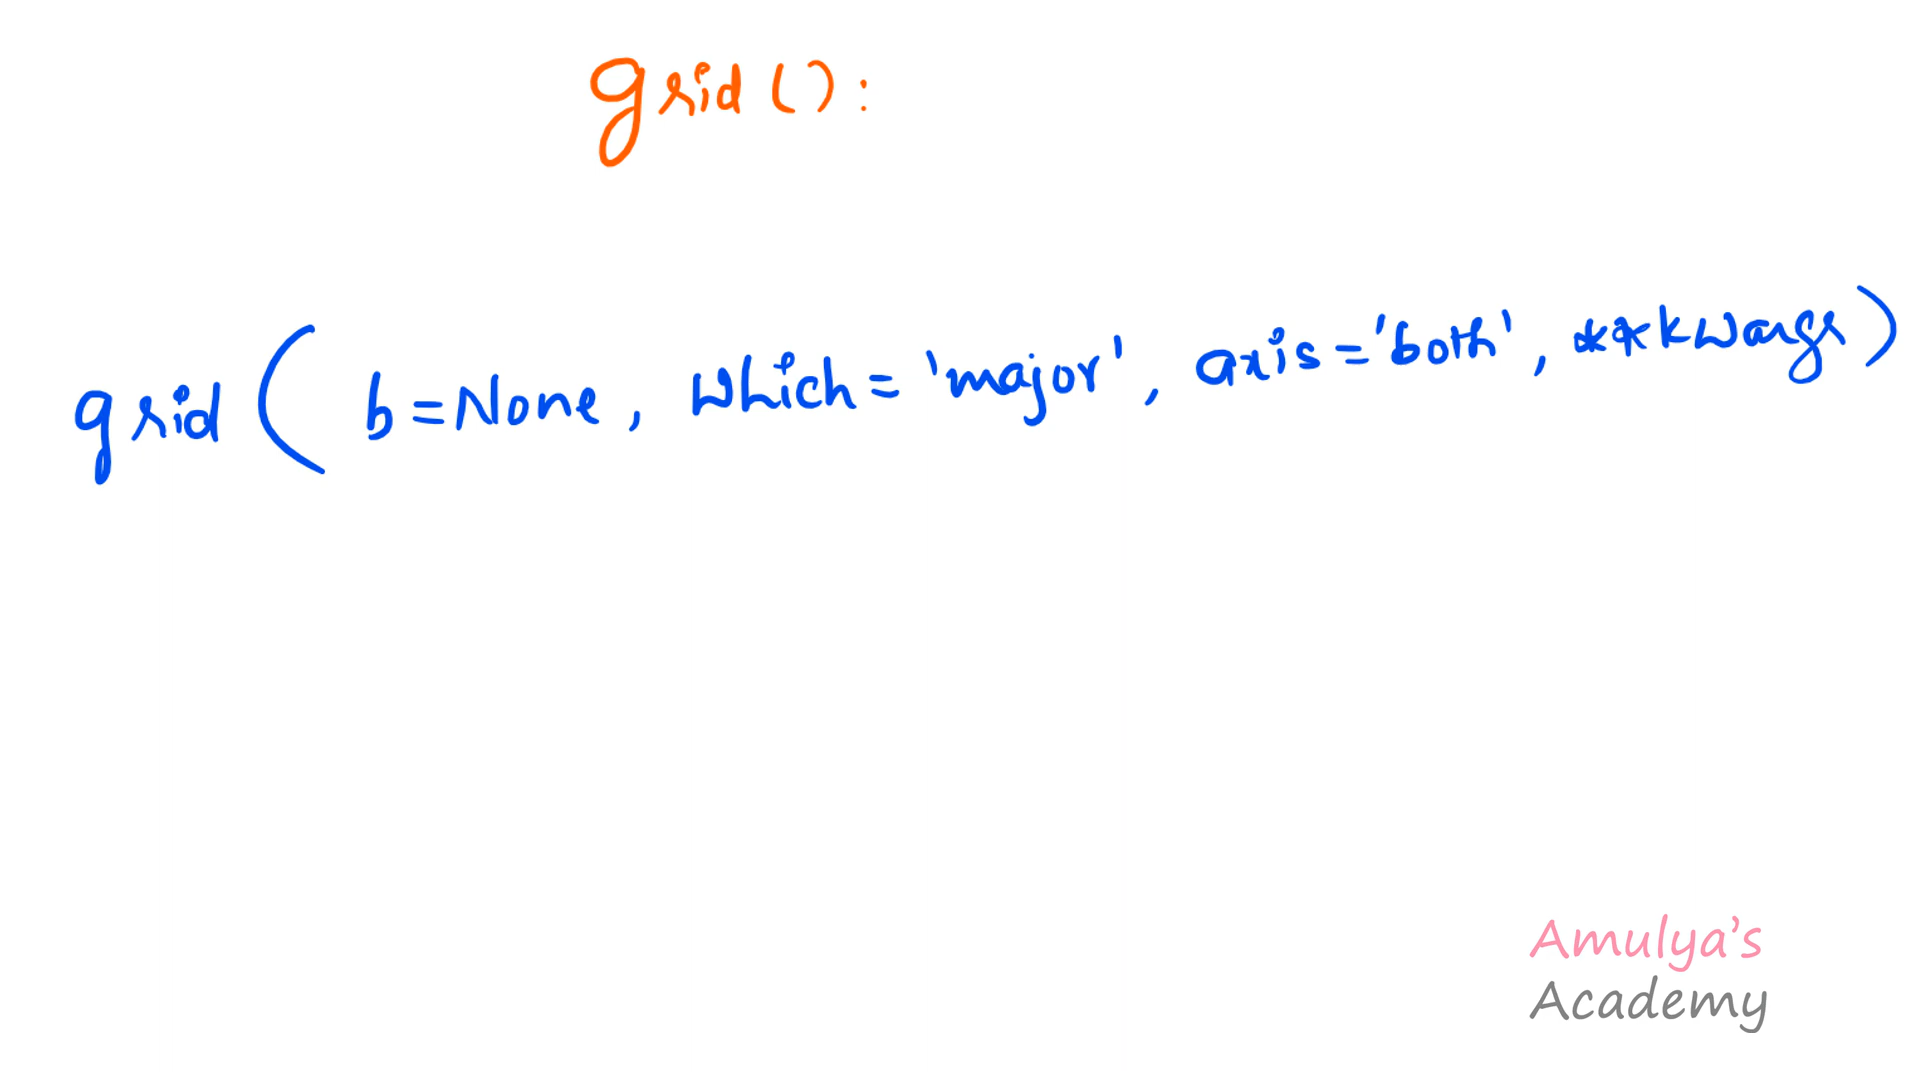 grid():
grid( b=None, which='major', axis='both', **kwargs)
Amulya's
Academy